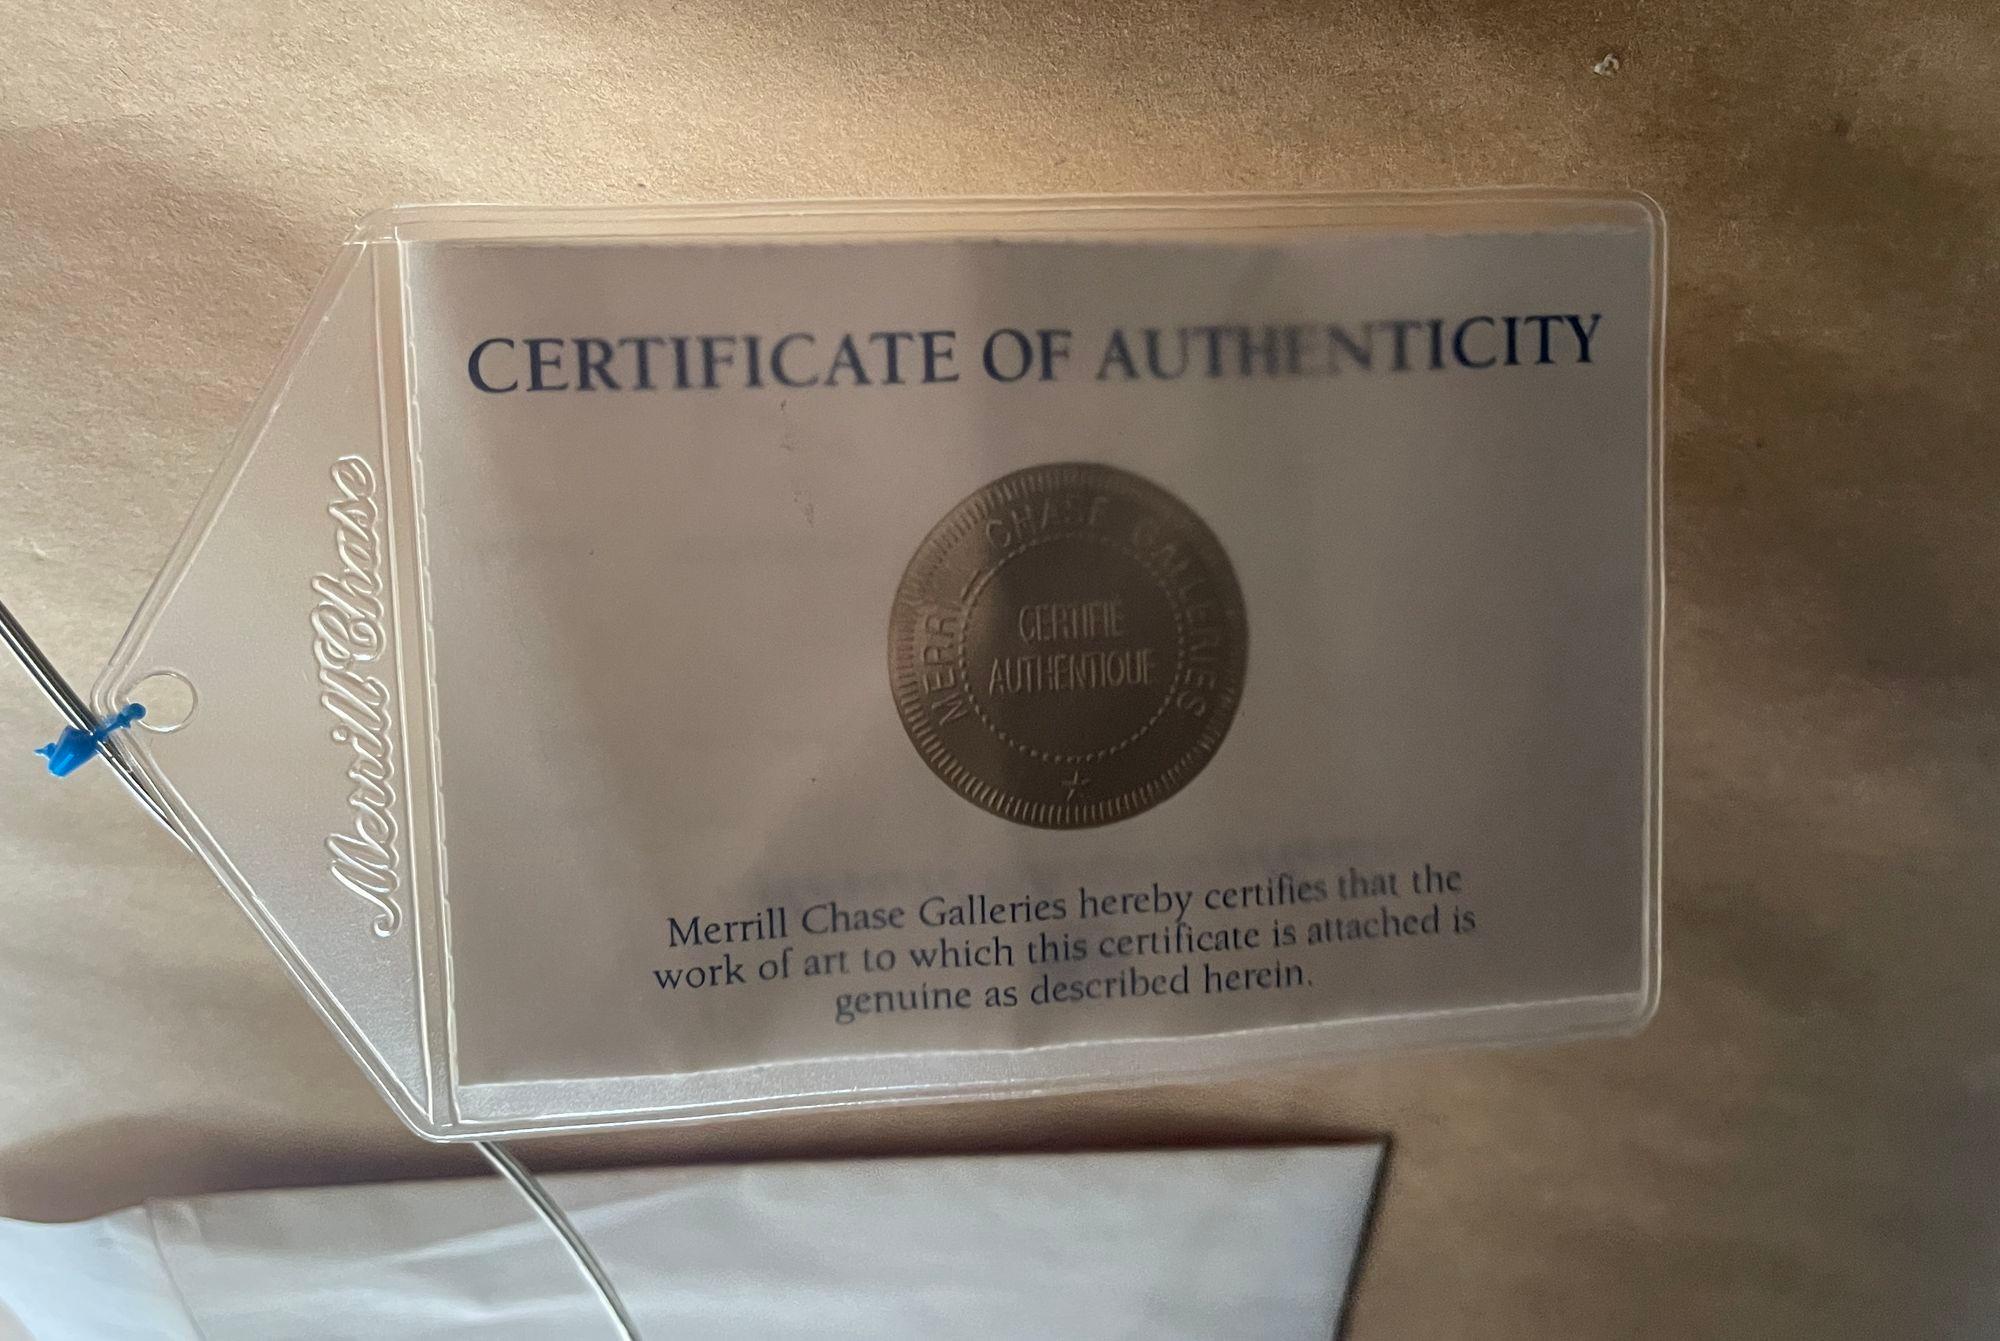 CERTIFICATE OF AUTHENTICITY
Merrill Chase
MERRILL CHASE GALLERIES
CERTIFIÉ
AUTHENTIQUE
Merrill Chase Galleries hereby certifies that the
work of art to which this certificate is attached is
genuine as described herein.